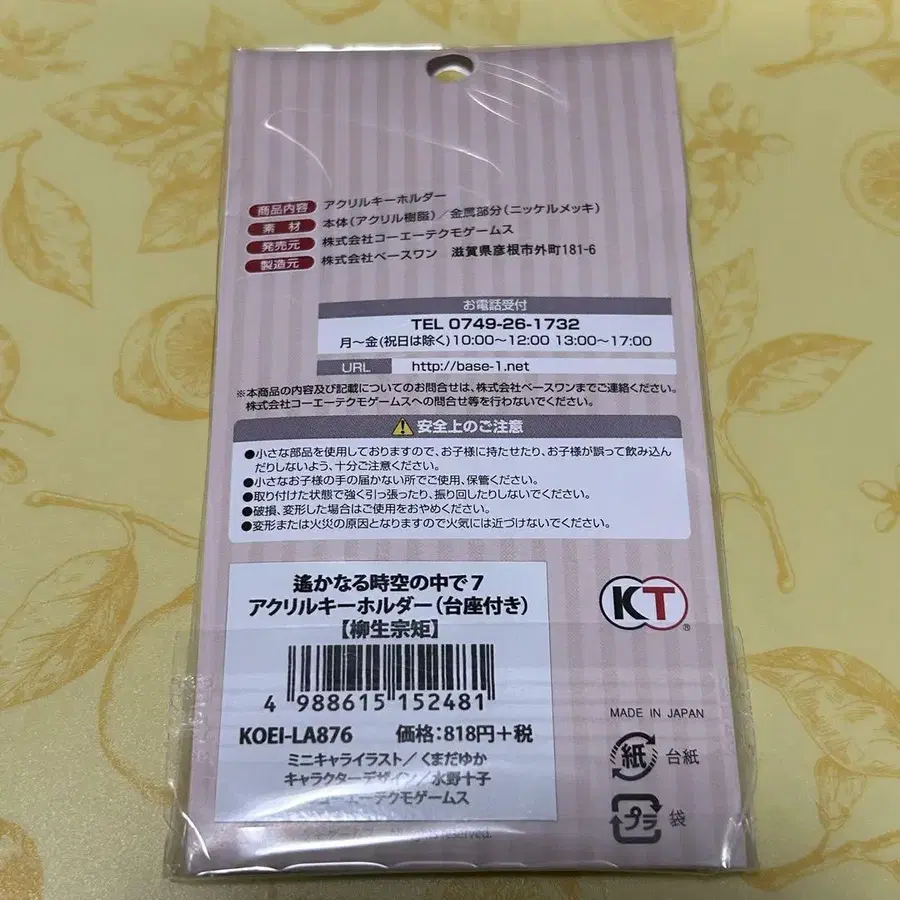 商品内容 アクリルキーホルダー
素材 本体(アクリル樹脂)/金属部分(ニッケルメッキ)
発売元 株式会社コーエーテクモゲームス
製造元 株式会社ベースワン 滋賀県彦根市外町181-6
お電話受付
TEL 0749-26-1732
月〜金(祝日は除く)10:00〜12:00 13:00〜17:00
URL http://base-1.net
※本商品の内容及び記載についてのお問合せは、株式会社ベースワンまでご連絡ください。
株式会社コーエーテクモゲームスへの問合せ等を行わないでください。
安全上のご注意
●小さな部品を使用しておりますので、お子様に持たせたり、お子様が誤って飲み込ん
だりしないよう、十分ご注意ください。
●小さなお子様の手の届かない所でご使用、保管ください。
●取り付けた状態で強く引っ張ったり、振り回したりしないでください。
●破損、変形した場合はご使用をおやめください。
●変形または火災の原因となりますので火気には近づけないでください。
遙かなる時空の中で7
アクリルキーホルダー(台座付き)
【柳生宗矩】
4 988615 152481
KOEI-LA876 価格:818円+税
ミニキャライラスト/くまだゆか
キャラクターデザイン/水野十子
コーエーテクモゲームス
reserved.
KT®
MADE IN JAPAN
紙 台紙
プラ 袋